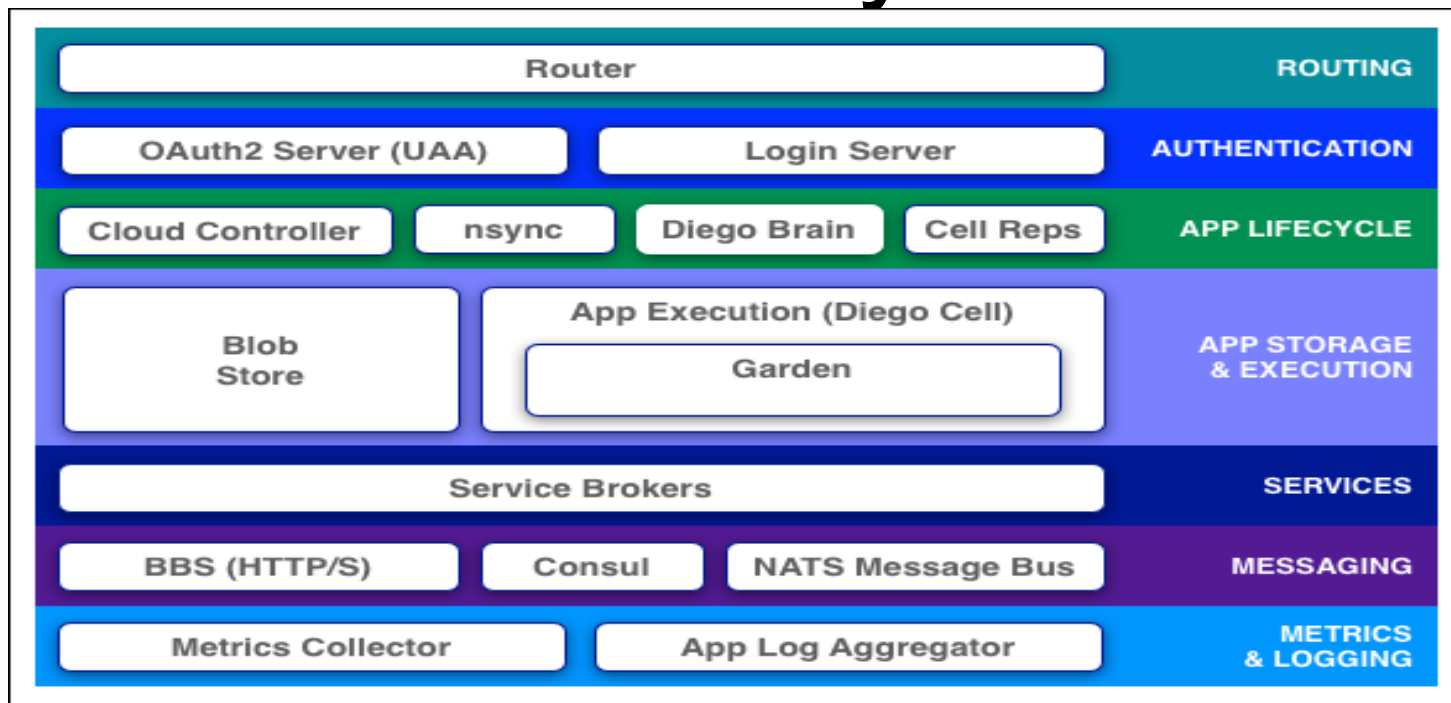 Router
ROUTING
OAuth2 Server (UAA)
Login Server
AUTHENTICATION
Cloud Controller
nsync
Diego Brain
Cell Reps
APP LIFECYCLE
Blob
Store
App Execution (Diego Cell)
Garden
APP STORAGE
& EXECUTION
Service Brokers
SERVICES
BBS (HTTP/S)
Consul
NATS Message Bus
MESSAGING
Metrics Collector
App Log Aggregator
METRICS
& LOGGING